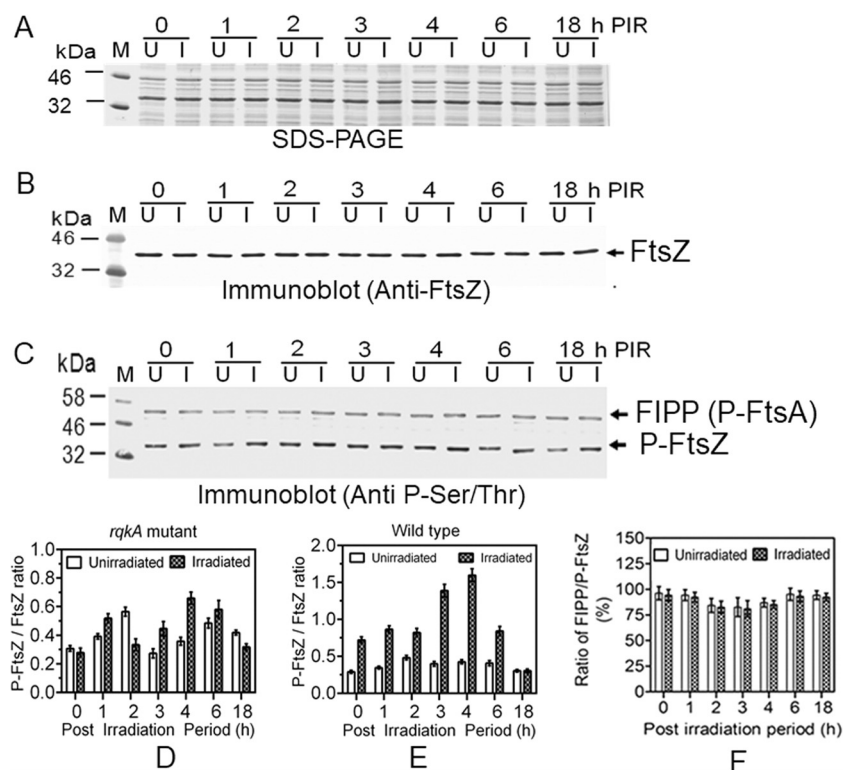 A
0 1 2 3 4 6 18 h PIR
kDa M U I U I U I U I U I U I U I
46
32
SDS-PAGE
B
0 1 2 3 4 6 18 h PIR
kDa M U I U I U I U I U I U I U I
46
32
FtsZ
Immunoblot (Anti-FtsZ)
C
0 1 2 3 4 6 18 h PIR
kDa
M U I U I U I U I U I U I U I
58
46
32
FIPP (P-FtsA)
P-FtsZ
Immunoblot (Anti P-Ser/Thr)
rqkA mutant
P-FtsZ / FtsZ ratio
1.0
0.8
0.6
0.4
0.2
0.0
Unirradiated Irradiated
0 1 2 3 4 6 18
Post Irradiation Period (h)
D
Wild type
P-FtsZ / FtsZ ratio
2.0
1.5
1.0
0.5
0.0
Unirradiated Irradiated
0 1 2 3 4 6 18
Post Irradiation Period (h)
E
Ratio of FIPP/P-FtsZ
(%)
150
125
100
75
50
25
0
Unirradiated Irradiated
0 1 2 3 4 6 18
Post irradiation period (h)
F